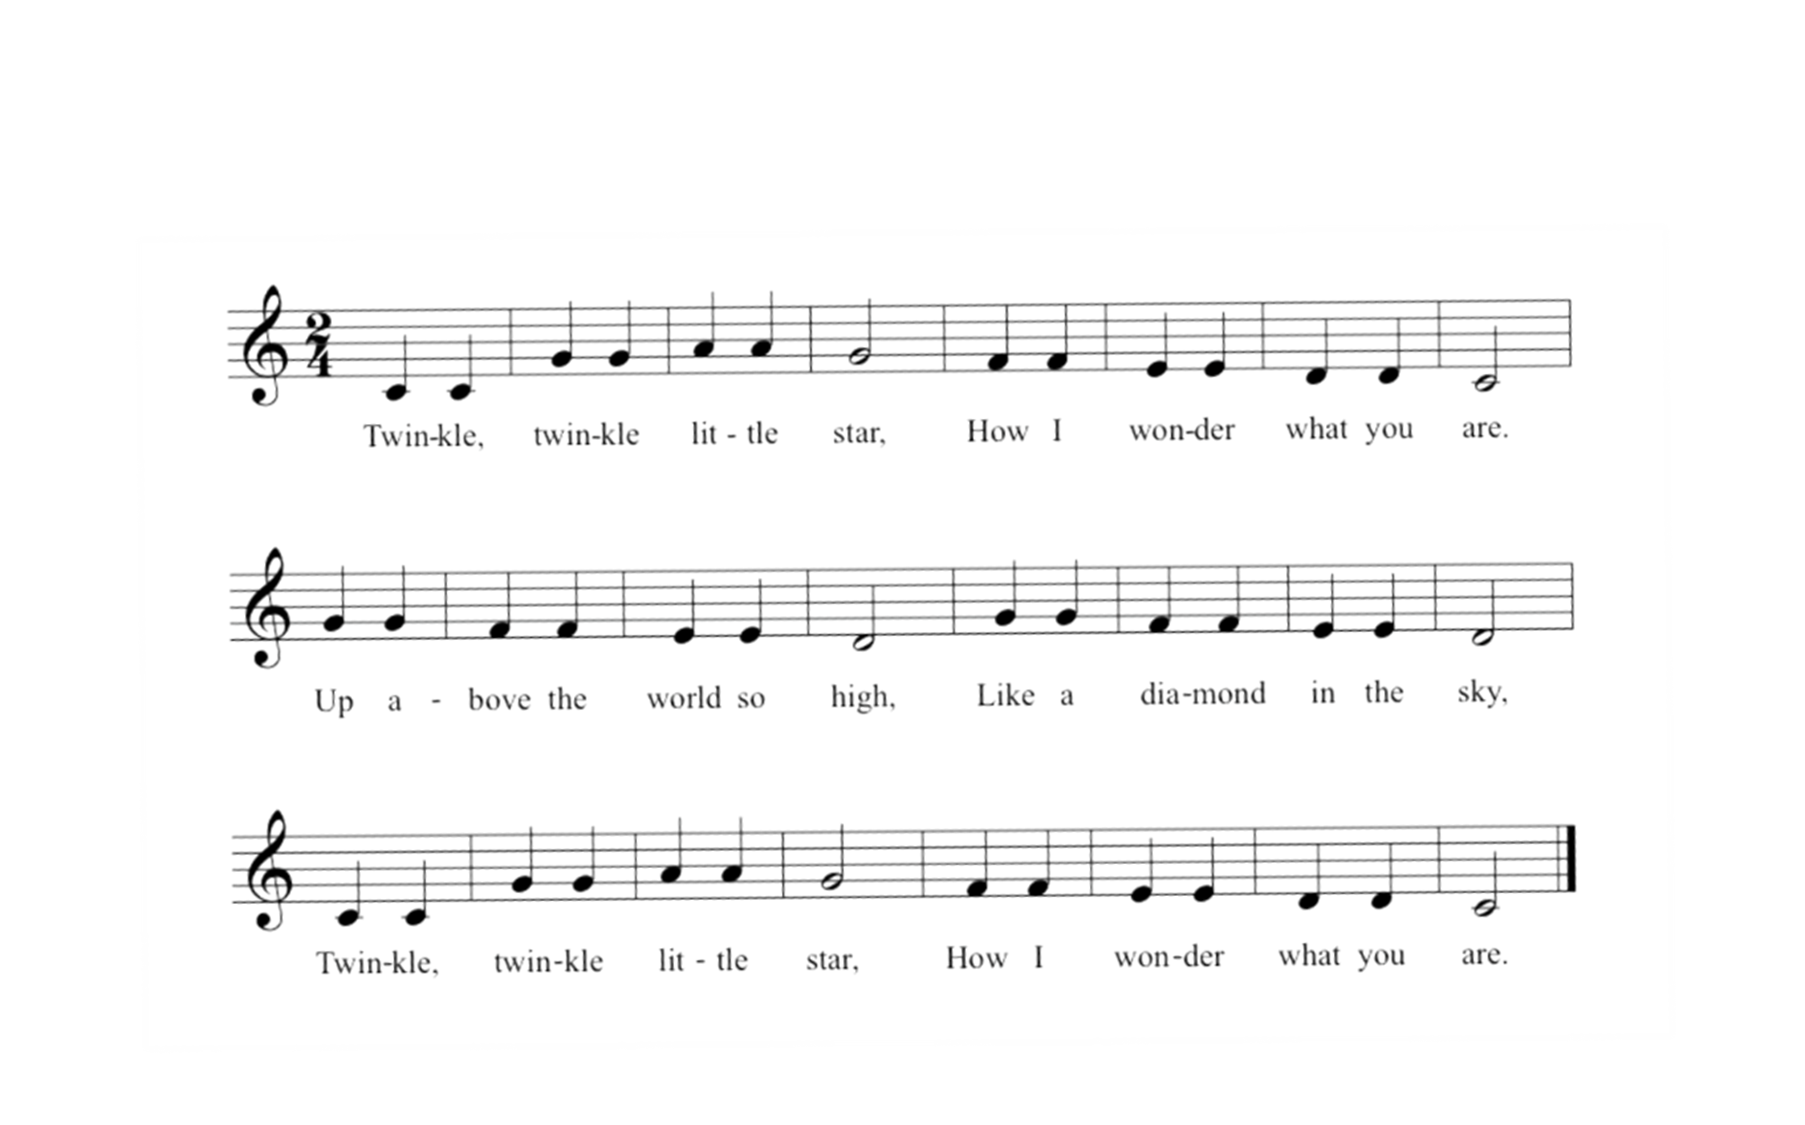 2
4
Twin-kle, twin-kle lit - tle star, How I won-der what you are.
Up a - bove the world so high, Like a dia-mond in the sky,
Twin-kle, twin-kle lit - tle star, How I won-der what you are.